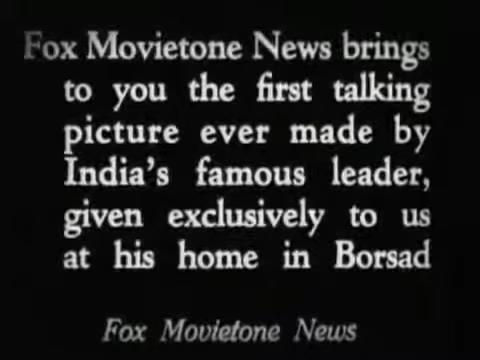 Fox Movietone News brings
to you the first talking
picture ever made by
India's famous leader,
given exclusively to us
at his home in Borsad
Fox Movietone News